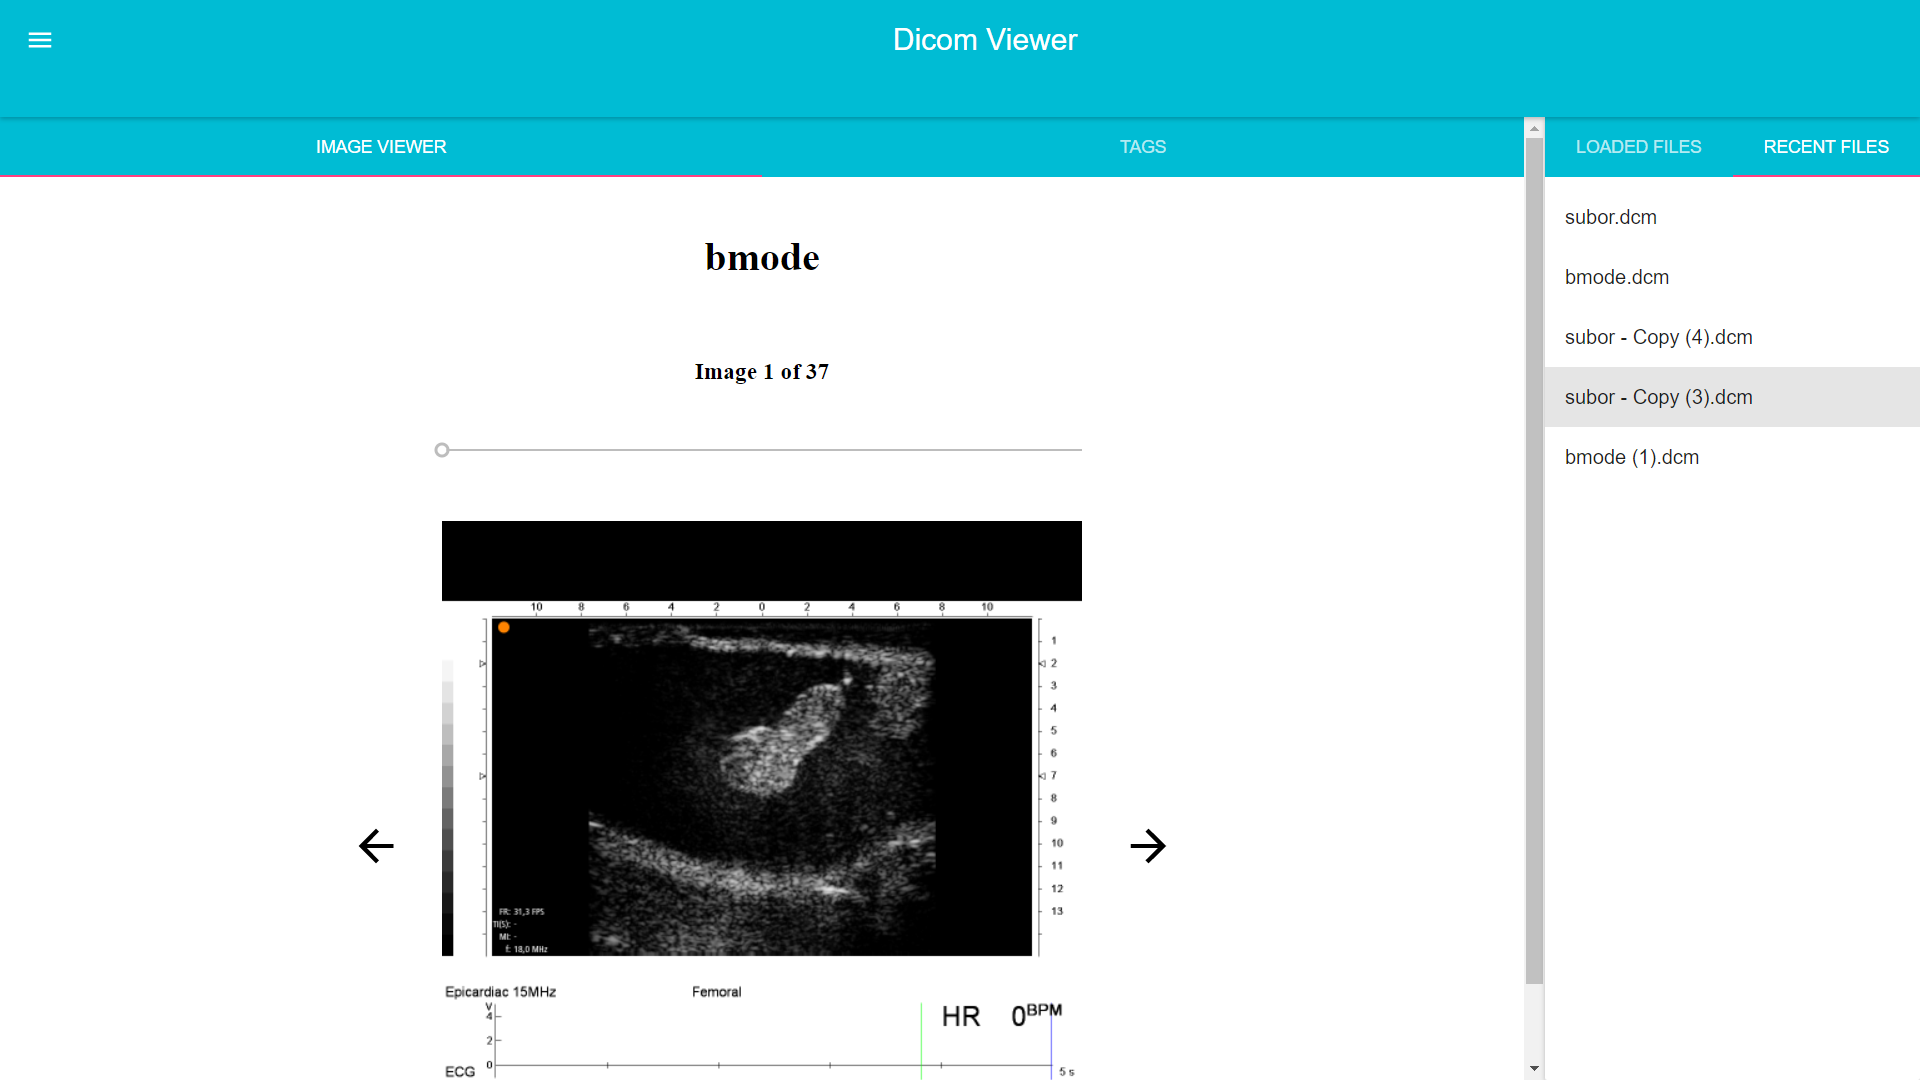 Dicom Viewer
IMAGE VIEWER
TAGS
LOADED FILES
RECENT FILES
bmode
Image 1 of 37
subor.dcm
bmode.dcm
subor - Copy (4).dcm
subor - Copy (3).dcm
bmode (1).dcm
10 8 6 4 2 0 2 4 6 8 10
1
2
3
4
5
6
7
8
9
10
11
12
13
FR: 31,3 FPS
TI(S): -
MI: -
f: 18,0 MHz
Epicardiac 15MHz
Femoral
V
4
2
0
ECG
HR 0BPM
5 s